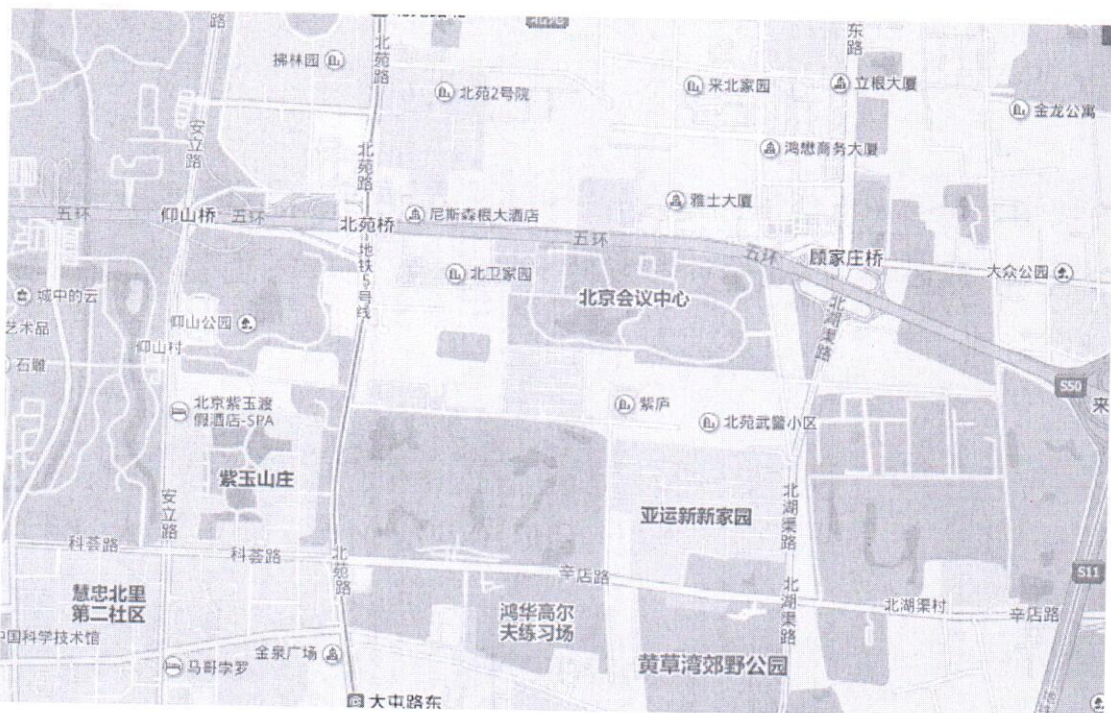 路
北
苑
路
东
路
拂林园
北苑2号院
来北家园
立根大厦
金龙公寓
安
立
路
北
苑
路
鸿懋商务大厦
雅士大厦
五环
仰山桥
五环
北苑桥
尼斯森根大酒店
五环
五环
顾家庄桥
地
铁
5
号
线
北卫家园
北京会议中心
大众公园
城中的云
艺术品
仰山公园
仰山村
石雕
北
湖
渠
路
S50
来
北京紫玉渡
假酒店-SPA
紫庐
北苑武警小区
紫玉山庄
安
立
路
亚运新新家园
北
湖
渠
路
科荟路
科荟路
北
苑
路
辛店路
S11
慧忠北里
第二社区
鸿华高尔
夫练习场
北
湖
渠
路
北湖渠村
辛店路
中国科学技术馆
马哥孛罗
金泉广场
黄草湾郊野公园
大屯路东